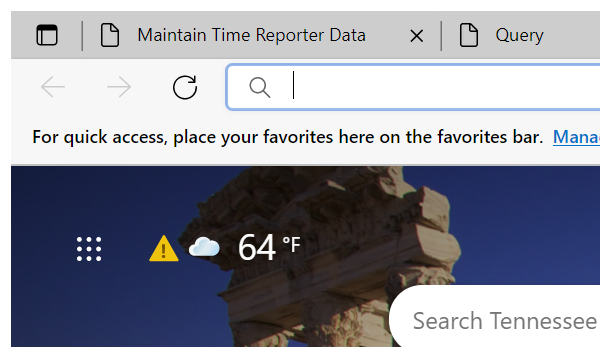 Maintain Time Reporter Data
Query
For quick access, place your favorites here on the favorites bar.
64 °F
Search Tennessee